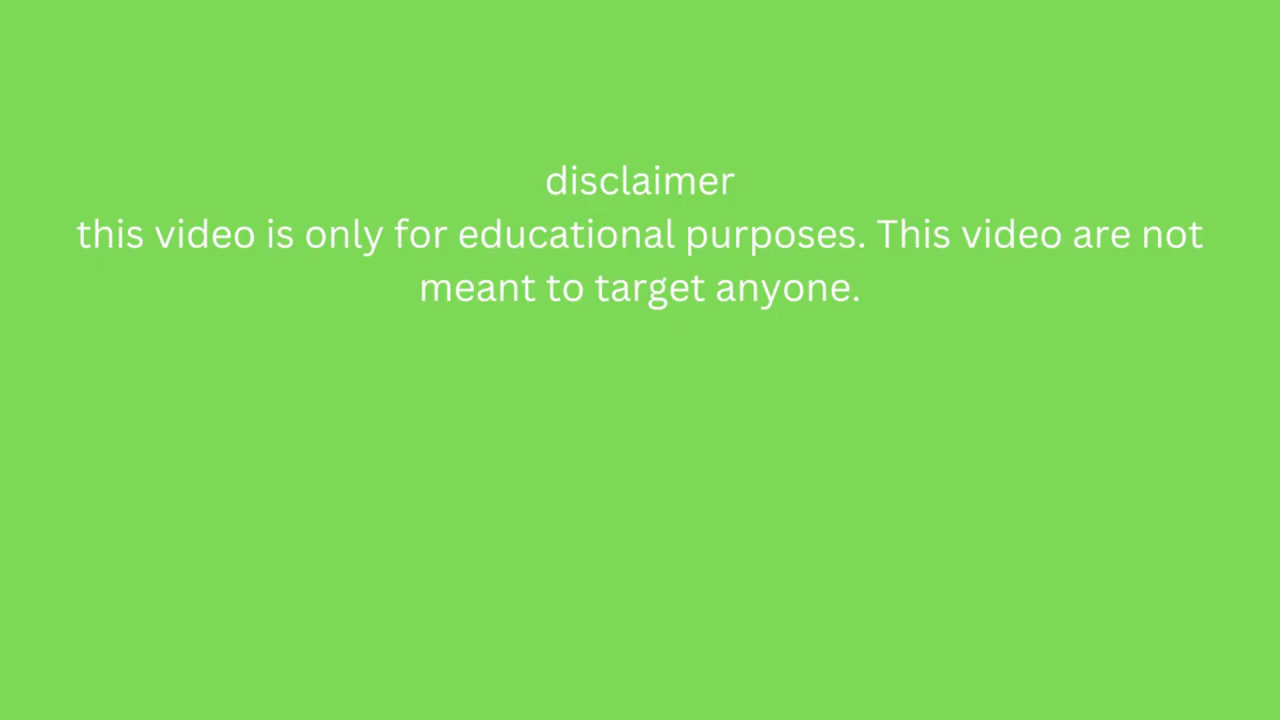 disclaimer
this video is only for educational purposes. This video are not
meant to target anyone.